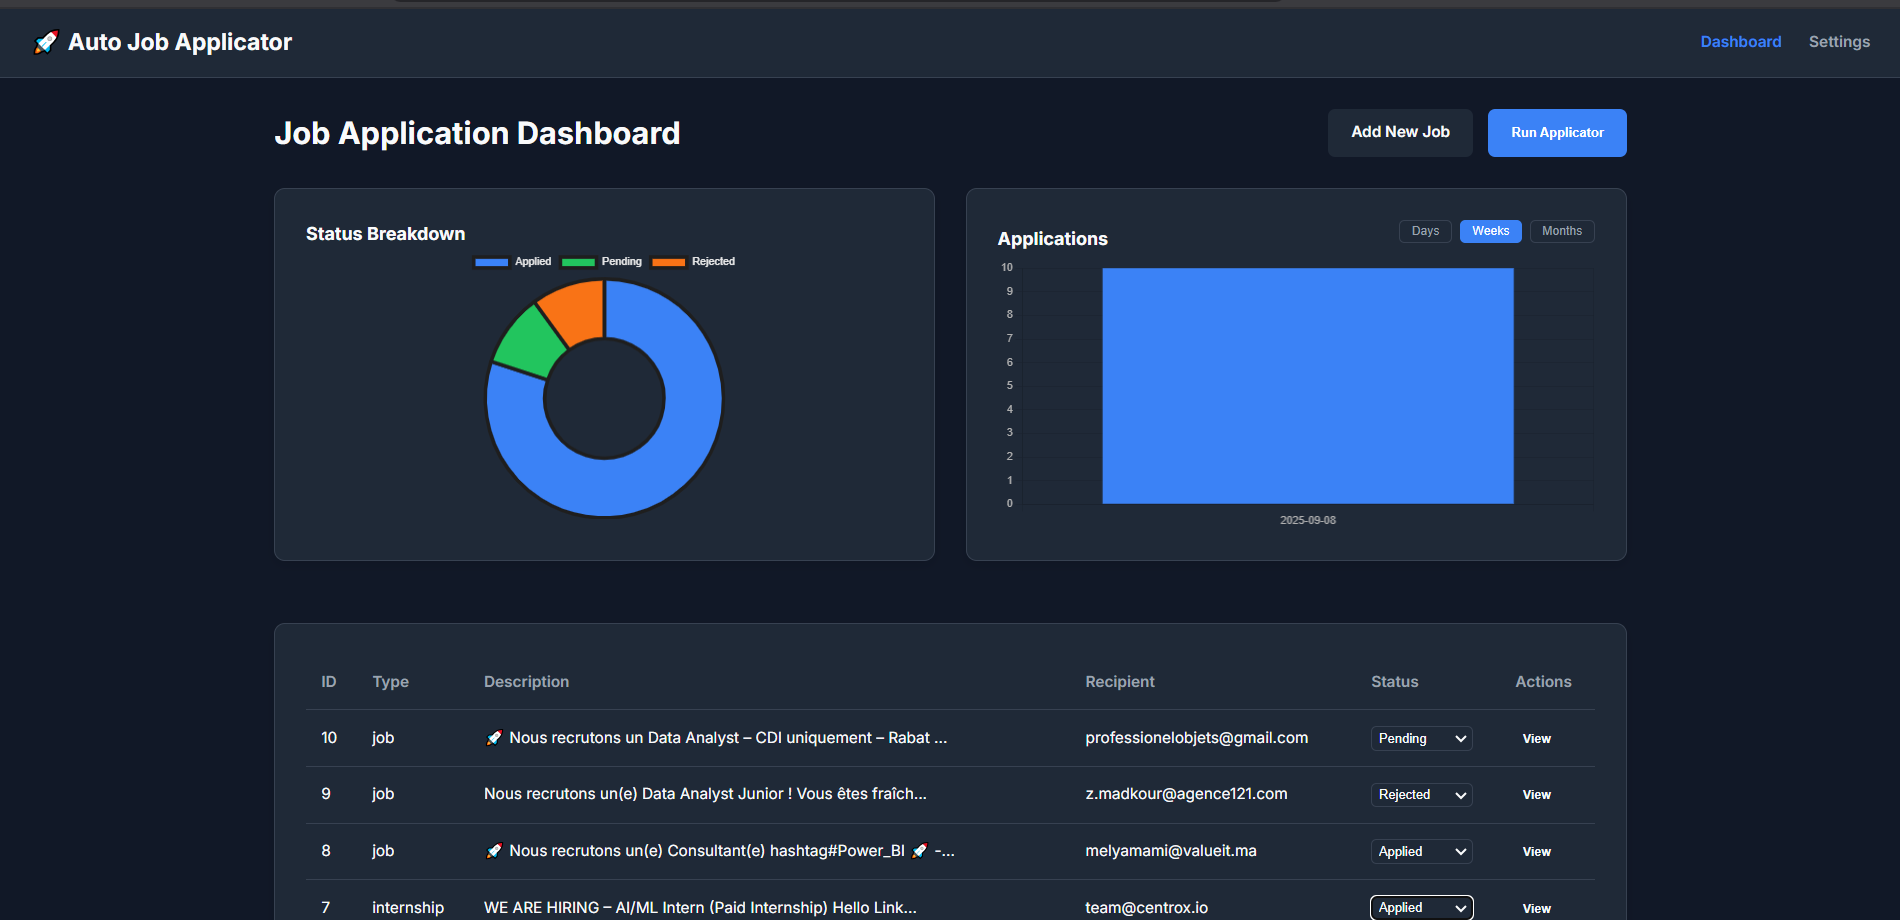 🚀 Auto Job Applicator
Dashboard Settings
Job Application Dashboard
Add New Job
Run Applicator
Status Breakdown
Applied Pending Rejected
Applications
Days Weeks Months
10
9
8
7
6
5
4
3
2
1
0
2025-09-08
ID Type Description Recipient Status Actions
10 job 🚀 Nous recrutons un Data Analyst – CDI uniquement – Rabat ... professionelobjets@gmail.com Pending View
9 job Nous recrutons un(e) Data Analyst Junior ! Vous êtes fraîch... z.madkour@agence121.com Rejected View
8 job 🚀 Nous recrutons un(e) Consultant(e) hashtag#Power_BI 🚀 -... melyamami@valueit.ma Applied View
7 internship WE ARE HIRING – AI/ML Intern (Paid Internship) Hello Link... team@centrox.io Applied View